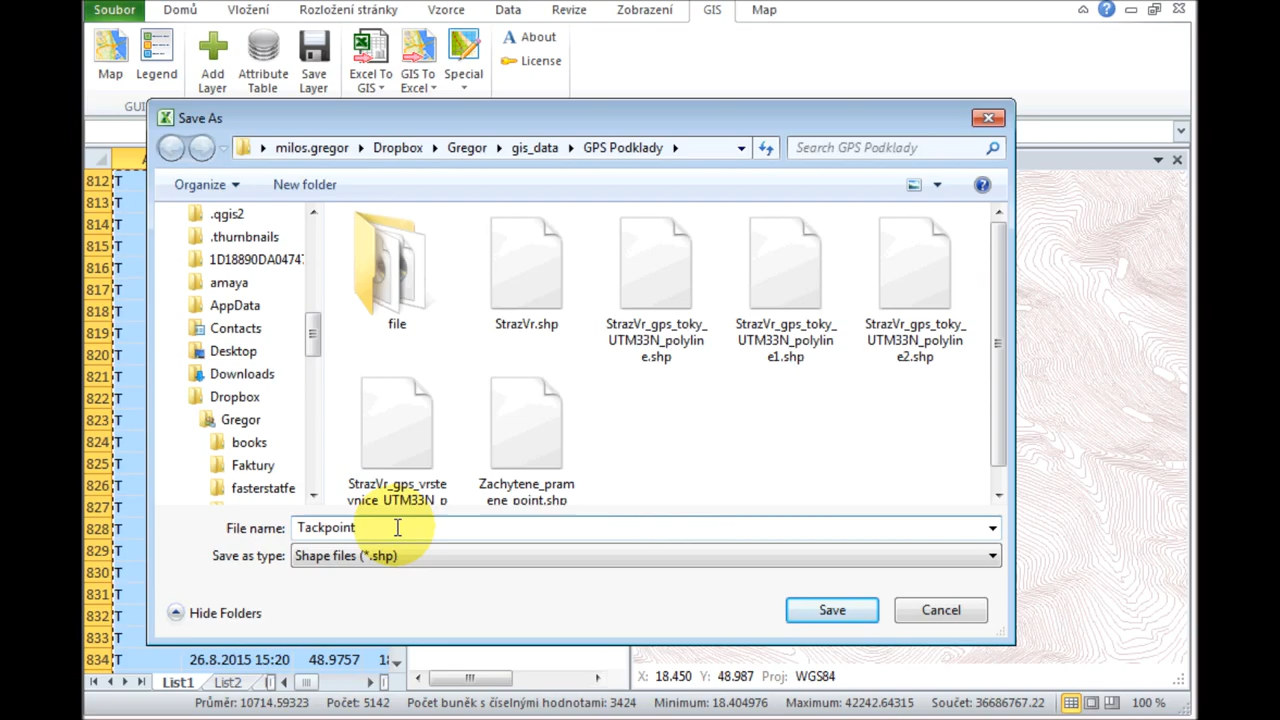 Soubor Domů Vložení Rozložení stránky Vzorce Data Revize Zobrazení GIS Map
Map Legend Add Layer Attribute Table Save Layer Excel To GIS GIS To Excel Special About
License
Save As
milos.gregor Dropbox Gregor gis_data GPS Podklady Search GPS Podklady
Organize New folder
.qgis2
.thumbnails
1D18890DA04747
amaya
AppData
Contacts
Desktop
Downloads
Dropbox
Gregor
books
Faktury
fasterstatfe
file
StrazVr.shp
StrazVr_gps_toky_
UTM33N_polylin
e.shp
StrazVr_gps_toky_
UTM33N_polylin
e1.shp
StrazVr_gps_toky_
UTM33N_polylin
e2.shp
StrazVr_gps_vrste
vnice_UTM33N_p
Zachytene_pram
ene_point.shp
File name: Tackpoint
Save as type: Shape files (*.shp)
Hide Folders Save Cancel
812 T
813 T
814 T
815 T
816 T
817 T
818 T
819 T
820 T
821 T
822 T
823 T
824 T
825 T
826 T
827 T
828 T
829 T
830 T
831 T
832 T
833 T
834 T 26.8.2015 15:20 48.9757
List1 List2 X: 18.450 Y: 48.987 Proj: WGS84
Průměr: 10714.59323 Počet: 5142 Počet buněk s číselnými hodnotami: 3424 Minimum: 18.404976 Maximum: 42242.64315 Součet: 36686767.22 100 %